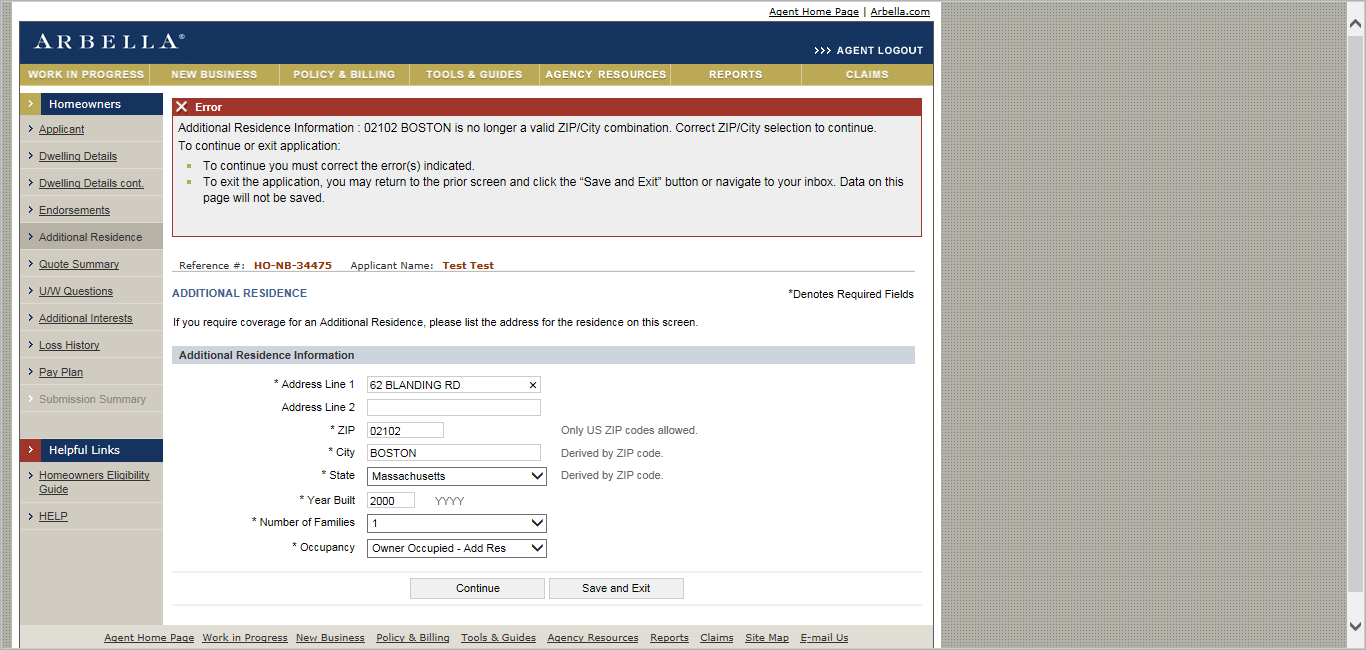 Agent Home Page | Arbella.com
ARBELLA®
>>> AGENT LOGOUT
WORK IN PROGRESS NEW BUSINESS POLICY & BILLING TOOLS & GUIDES AGENCY RESOURCES REPORTS CLAIMS
Homeowners
Applicant
Dwelling Details
Dwelling Details cont.
Endorsements
Additional Residence
Quote Summary
U/W Questions
Additional Interests
Loss History
Pay Plan
Submission Summary
Helpful Links
Homeowners Eligibility
Guide
HELP
Error
Additional Residence Information : 02102 BOSTON is no longer a valid ZIP/City combination. Correct ZIP/City selection to continue.
To continue or exit application:
To continue you must correct the error(s) indicated.
To exit the application, you may return to the prior screen and click the “Save and Exit” button or navigate to your inbox. Data on this
page will not be saved.
Reference #: HO-NB-34475 Applicant Name: Test Test
ADDITIONAL RESIDENCE
*Denotes Required Fields
If you require coverage for an Additional Residence, please list the address for the residence on this screen.
Additional Residence Information
* Address Line 1 62 BLANDING RD
Address Line 2
* ZIP 02102 Only US ZIP codes allowed.
* City BOSTON Derived by ZIP code.
* State Massachusetts Derived by ZIP code.
* Year Built 2000 YYYY
* Number of Families 1
* Occupancy Owner Occupied - Add Res
Continue Save and Exit
Agent Home Page Work in Progress New Business Policy & Billing Tools & Guides Agency Resources Reports Claims Site Map E-mail Us